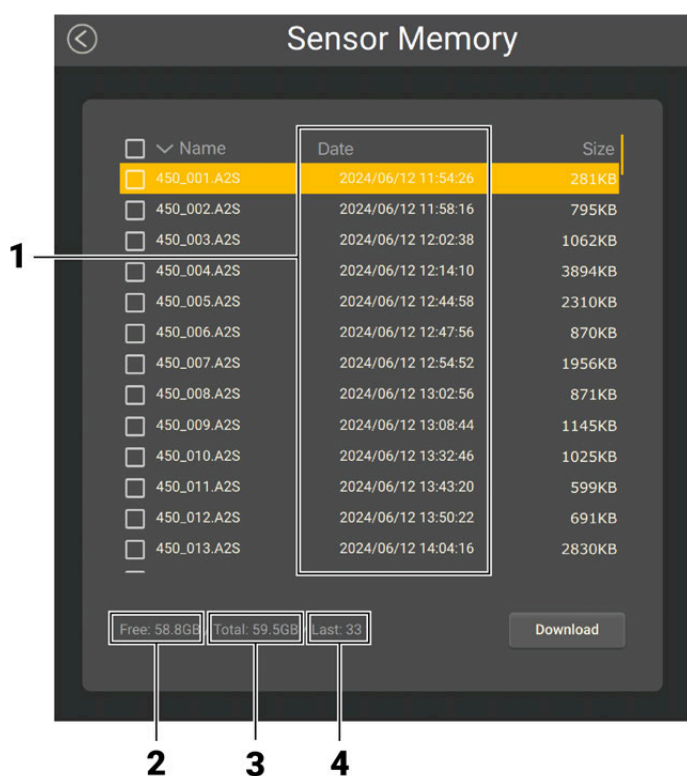 Sensor Memory
Name Date Size
450_001.A2S 2024/06/12 11:54:26 281KB
450_002.A2S 2024/06/12 11:58:16 795KB
450_003.A2S 2024/06/12 12:02:38 1062KB
1
450_004.A2S 2024/06/12 12:14:10 3894KB
450_005.A2S 2024/06/12 12:44:58 2310KB
450_006.A2S 2024/06/12 12:47:56 870KB
450_007.A2S 2024/06/12 12:54:52 1956KB
450_008.A2S 2024/06/12 13:02:56 871KB
450_009.A2S 2024/06/12 13:08:44 1145KB
450_010.A2S 2024/06/12 13:32:46 1025KB
450_011.A2S 2024/06/12 13:43:20 599KB
450_012.A2S 2024/06/12 13:50:22 691KB
450_013.A2S 2024/06/12 14:04:16 2830KB
Free: 58.8GB / Total: 59.5GB / Last: 33 Download
2 3 4